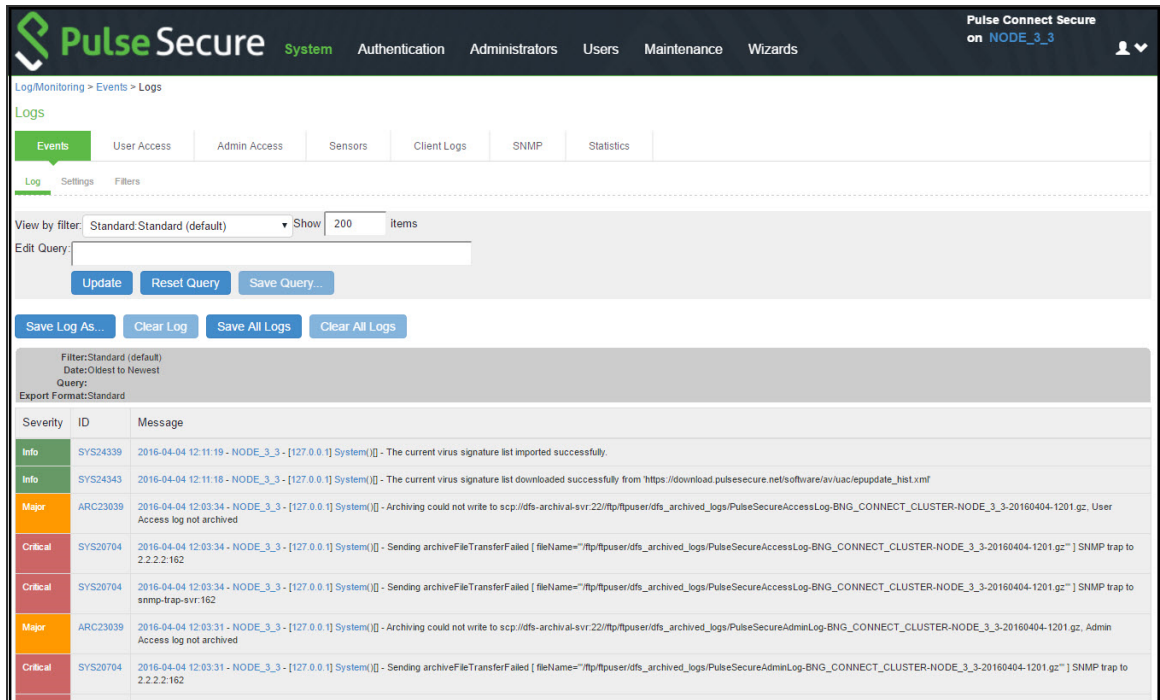 Pulse Secure
System Authentication Administrators Users Maintenance Wizards
Pulse Connect Secure
on NODE_3_3
Log/Monitoring > Events > Logs
Logs
Events User Access Admin Access Sensors Client Logs SNMP Statistics
Log Settings Filters
View by filter: Standard:Standard (default) Show 200 items
Edit Query:
Update Reset Query Save Query...
Save Log As... Clear Log Save All Logs Clear All Logs
Filter:Standard (default)
Date:Oldest to Newest
Query:
Export Format:Standard
Severity ID Message
Info SYS24339 2016-04-04 12:11:19 - NODE_3_3 - [127.0.0.1] System()[] - The current virus signature list imported successfully.
Info SYS24343 2016-04-04 12:11:18 - NODE_3_3 - [127.0.0.1] System()[] - The current virus signature list downloaded successfully from 'https://download.pulsesecure.net/software/av/uac/epupdate_hist.xml'
Major ARC23039 2016-04-04 12:03:34 - NODE_3_3 - [127.0.0.1] System()[] - Archiving could not write to scp://dfs-archival-svr:22//ftp/ftpuser/dfs_archived_logs/PulseSecureAccessLog-BNG_CONNECT_CLUSTER-NODE_3_3-20160404-1201.gz, User
Access log not archived
Critical SYS20704 2016-04-04 12:03:34 - NODE_3_3 - [127.0.0.1] System()[] - Sending archiveFileTransferFailed [ fileName="'/ftp/ftpuser/dfs_archived_logs/PulseSecureAccessLog-BNG_CONNECT_CLUSTER-NODE_3_3-20160404-1201.gz'" ] SNMP trap to
2.2.2.2:162
Critical SYS20704 2016-04-04 12:03:34 - NODE_3_3 - [127.0.0.1] System()[] - Sending archiveFileTransferFailed [ fileName="'/ftp/ftpuser/dfs_archived_logs/PulseSecureAccessLog-BNG_CONNECT_CLUSTER-NODE_3_3-20160404-1201.gz'" ] SNMP trap to
snmp-trap-svr:162
Major ARC23039 2016-04-04 12:03:31 - NODE_3_3 - [127.0.0.1] System()[] - Archiving could not write to scp://dfs-archival-svr:22//ftp/ftpuser/dfs_archived_logs/PulseSecureAdminLog-BNG_CONNECT_CLUSTER-NODE_3_3-20160404-1201.gz, Admin
Access log not archived
Critical SYS20704 2016-04-04 12:03:31 - NODE_3_3 - [127.0.0.1] System()[] - Sending archiveFileTransferFailed [ fileName="'/ftp/ftpuser/dfs_archived_logs/PulseSecureAdminLog-BNG_CONNECT_CLUSTER-NODE_3_3-20160404-1201.gz'" ] SNMP trap to
2.2.2.2:162